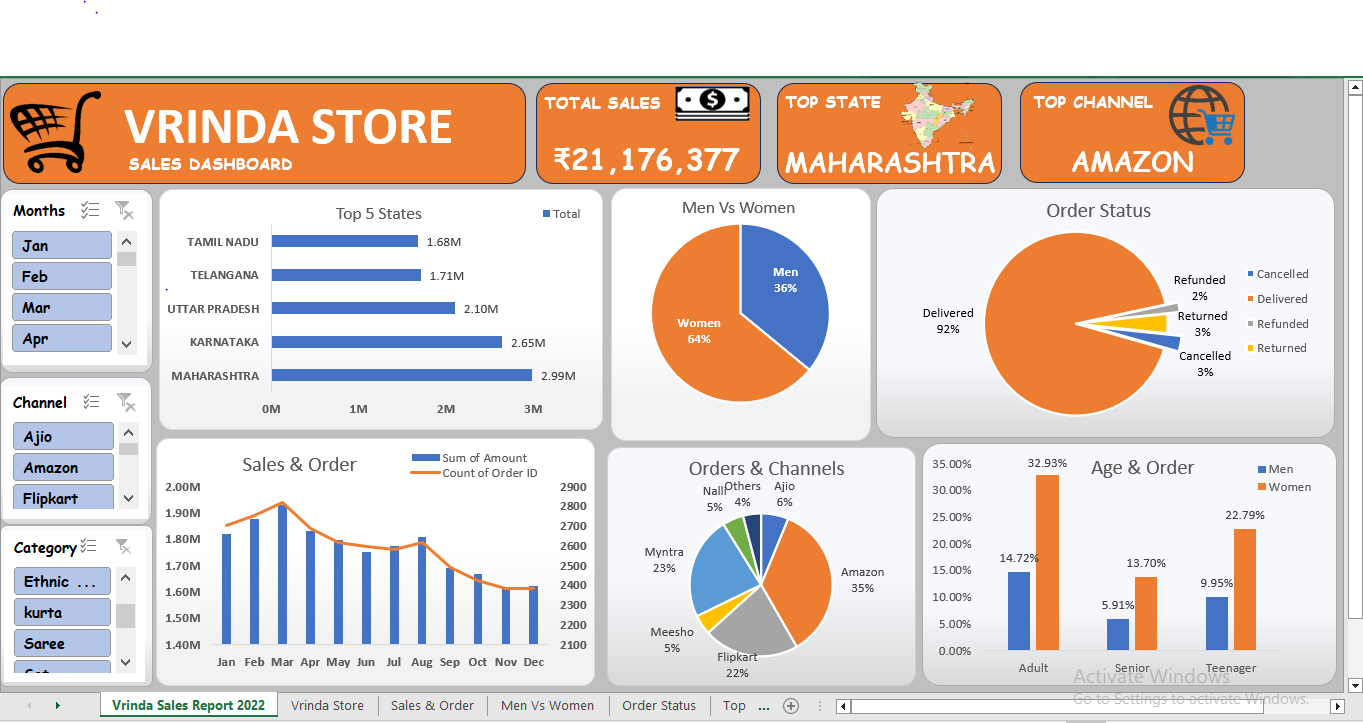 VRINDA STORE
SALES DASHBOARD
TOTAL SALES
₹21,176,377
TOP STATE
MAHARASHTRA
TOP CHANNEL
AMAZON
Months
Jan
Feb
Mar
Apr
Channel
Ajio
Amazon
Flipkart
Category
Ethnic ...
kurta
Saree
Top 5 States
Total
TAMIL NADU 1.68M
TELANGANA 1.71M
UTTAR PRADESH 2.10M
KARNATAKA 2.65M
MAHARASHTRA 2.99M
0M 1M 2M 3M
Men Vs Women
Men
36%
Women
64%
Order Status
Delivered
92%
Refunded
2%
Returned
3%
Cancelled
3%
Cancelled
Delivered
Refunded
Returned
Sales & Order
Sum of Amount
Count of Order ID
2.00M 2900
1.90M 2800
1.80M 2700
1.70M 2600
1.60M 2500
1.50M 2400
1.40M 2300
2200
2100
Jan Feb Mar Apr May Jun Jul Aug Sep Oct Nov Dec
Orders & Channels
Nalli
5%
Others
4%
Ajio
6%
Myntra
23%
Amazon
35%
Meesho
5%
Flipkart
22%
Age & Order
Men
Women
35.00%
30.00%
25.00%
20.00%
15.00%
10.00%
5.00%
0.00%
14.72%
32.93%
5.91%
13.70%
9.95%
22.79%
Adult Senior Teenager
Activate Windows
Go to Settings to activate Windows.
Vrinda Sales Report 2022 Vrinda Store Sales & Order Men Vs Women Order Status Top ...